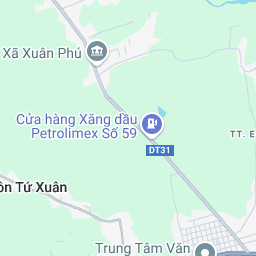 Xã Xuân Phú
Cửa hàng Xăng dầu
Petrolimex Số 59
TT. E
DT31
ôn Tứ Xuân
Trung Tâm Văn